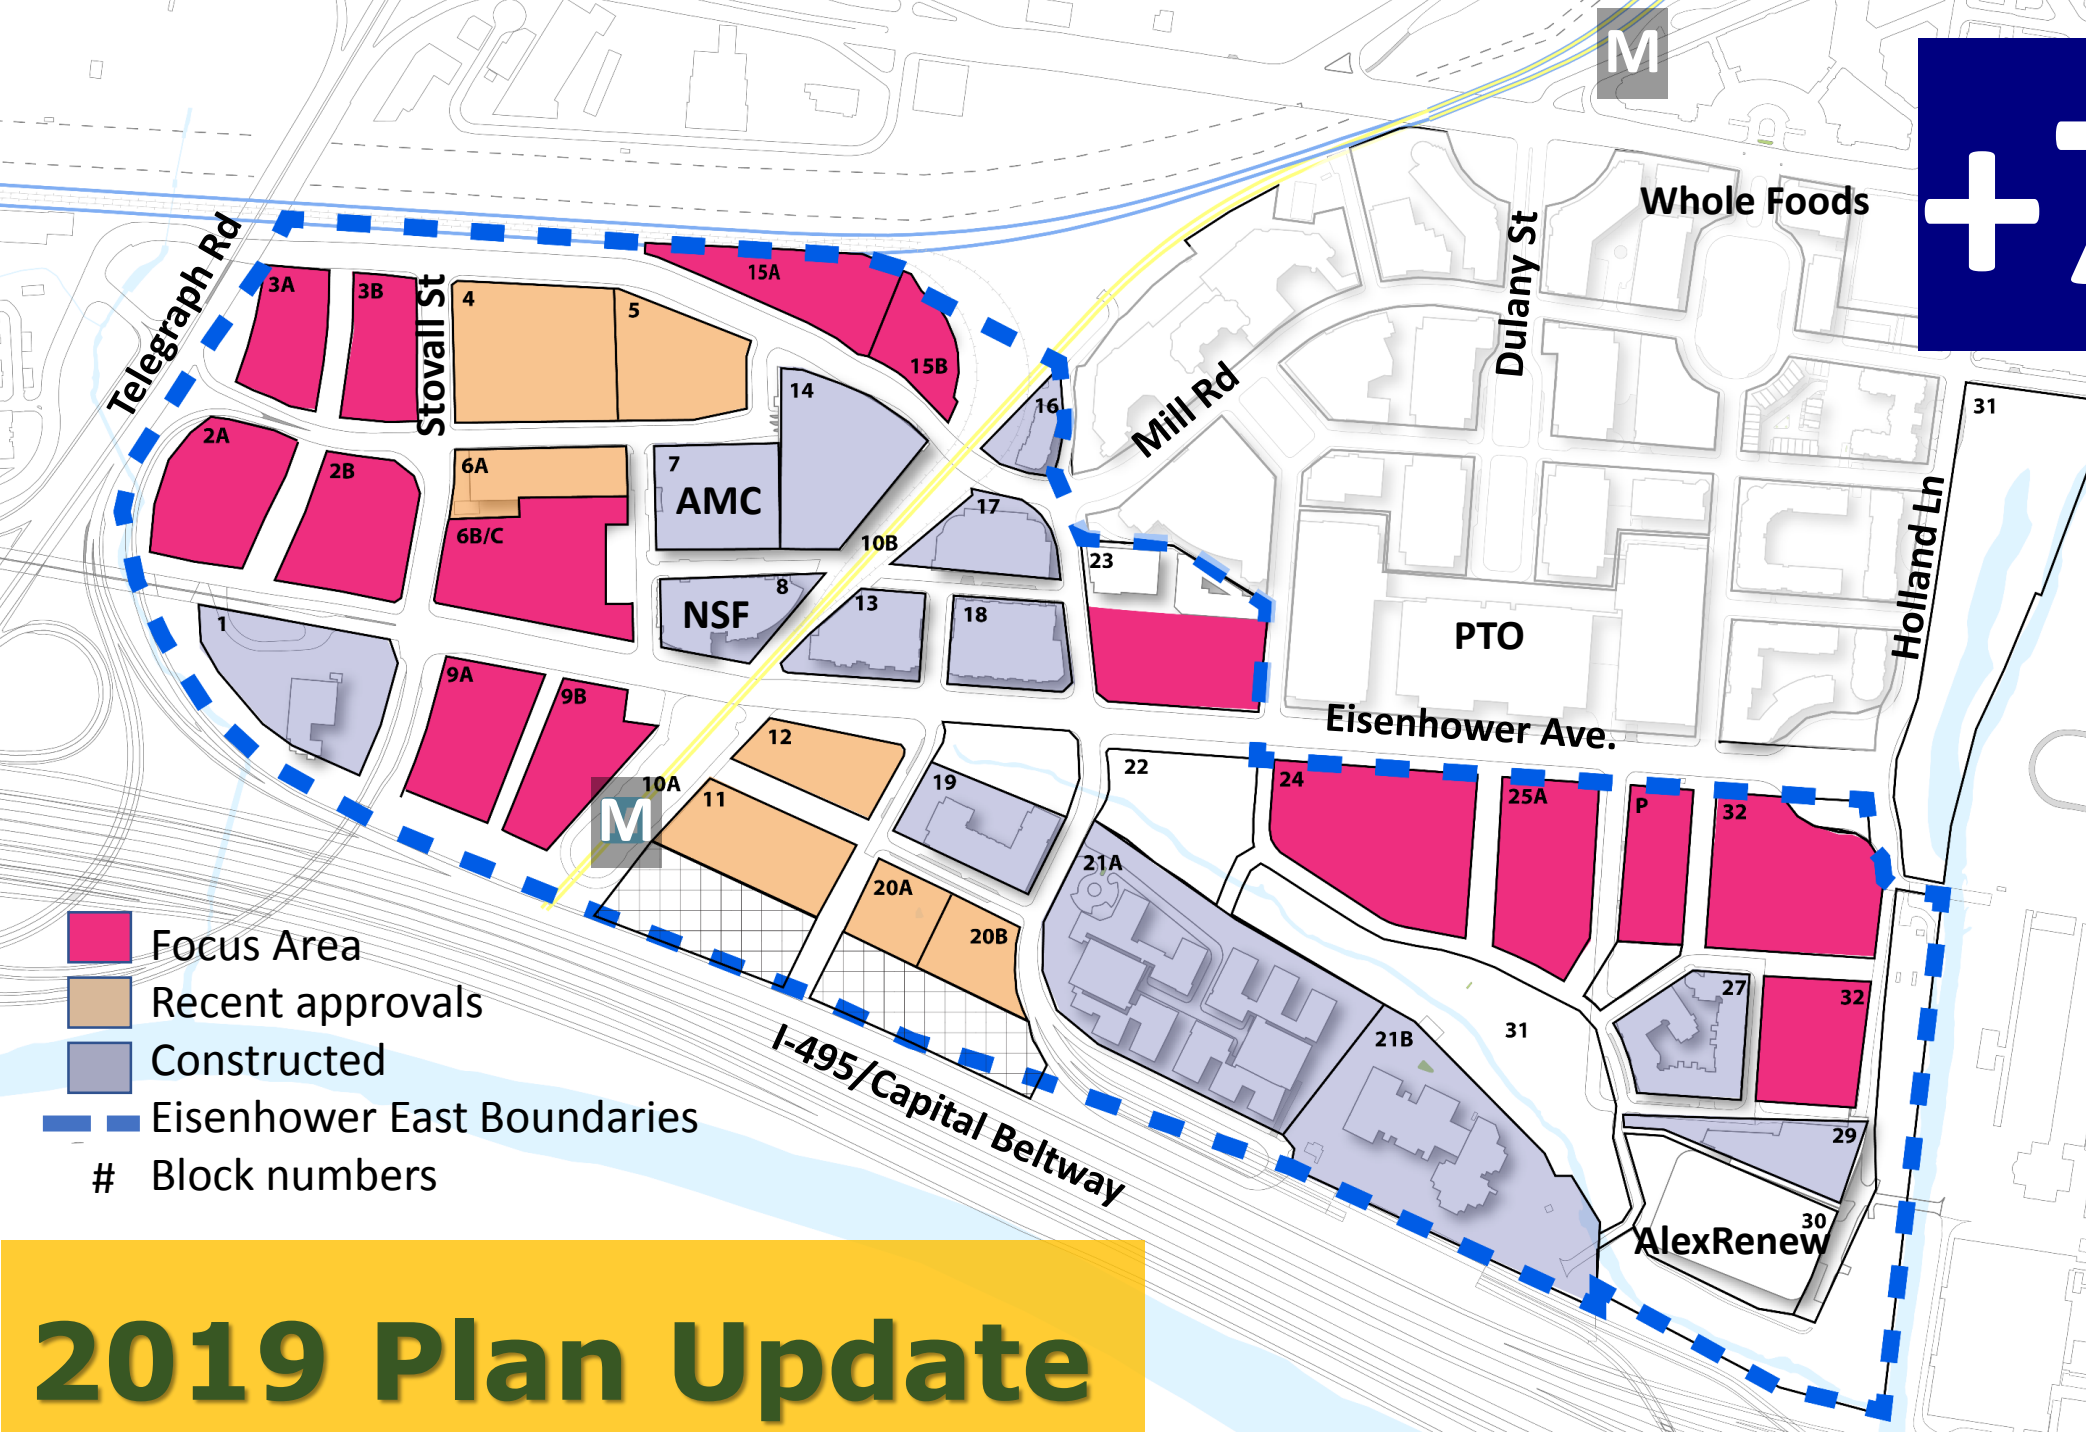 M
+
Whole Foods
Telegraph Rd
Stovall St
Dulany St
Mill Rd
Holland Ln
3A
3B
4
5
15A
15B
14
16
31
2A
2B
6A
6B/C
7
AMC
10B
17
23
1
8
NSF
13
18
PTO
9A
9B
10A
M
11
12
19
22
Eisenhower Ave.
24
25A
P
32
20A
20B
21A
21B
31
27
32
29
30
AlexRenew
I-495/Capital Beltway
Focus Area
Recent approvals
Constructed
Eisenhower East Boundaries
# Block numbers
2019 Plan Update